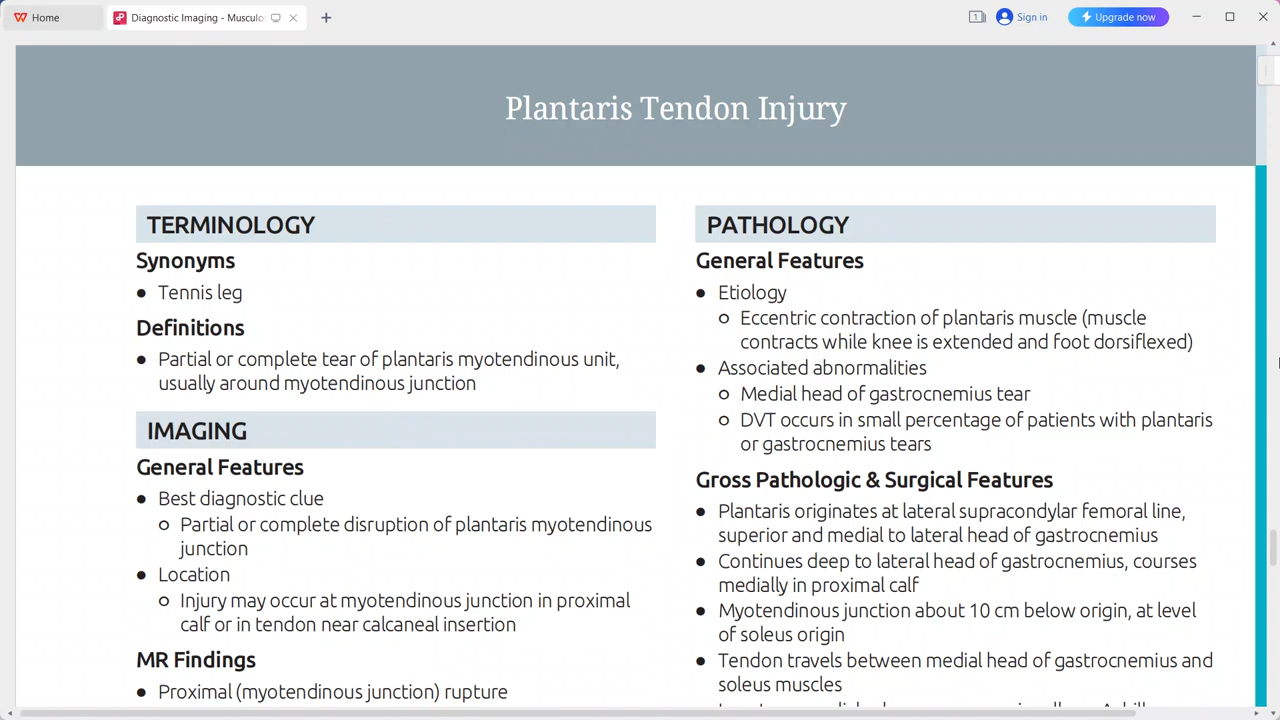 Home
Diagnostic Imaging - Musculo
1
Sign in
Upgrade now
Plantaris Tendon Injury
TERMINOLOGY
Synonyms
● Tennis leg
Definitions
● Partial or complete tear of plantaris myotendinous unit,
usually around myotendinous junction
IMAGING
General Features
● Best diagnostic clue
○ Partial or complete disruption of plantaris myotendinous
junction
● Location
○ Injury may occur at myotendinous junction in proximal
calf or in tendon near calcaneal insertion
MR Findings
● Proximal (myotendinous junction) rupture
PATHOLOGY
General Features
● Etiology
○ Eccentric contraction of plantaris muscle (muscle
contracts while knee is extended and foot dorsiflexed)
● Associated abnormalities
○ Medial head of gastrocnemius tear
○ DVT occurs in small percentage of patients with plantaris
or gastrocnemius tears
Gross Pathologic & Surgical Features
● Plantaris originates at lateral supracondylar femoral line,
superior and medial to lateral head of gastrocnemius
● Continues deep to lateral head of gastrocnemius, courses
medially in proximal calf
● Myotendinous junction about 10 cm below origin, at level
of soleus origin
● Tendon travels between medial head of gastrocnemius and
soleus muscles